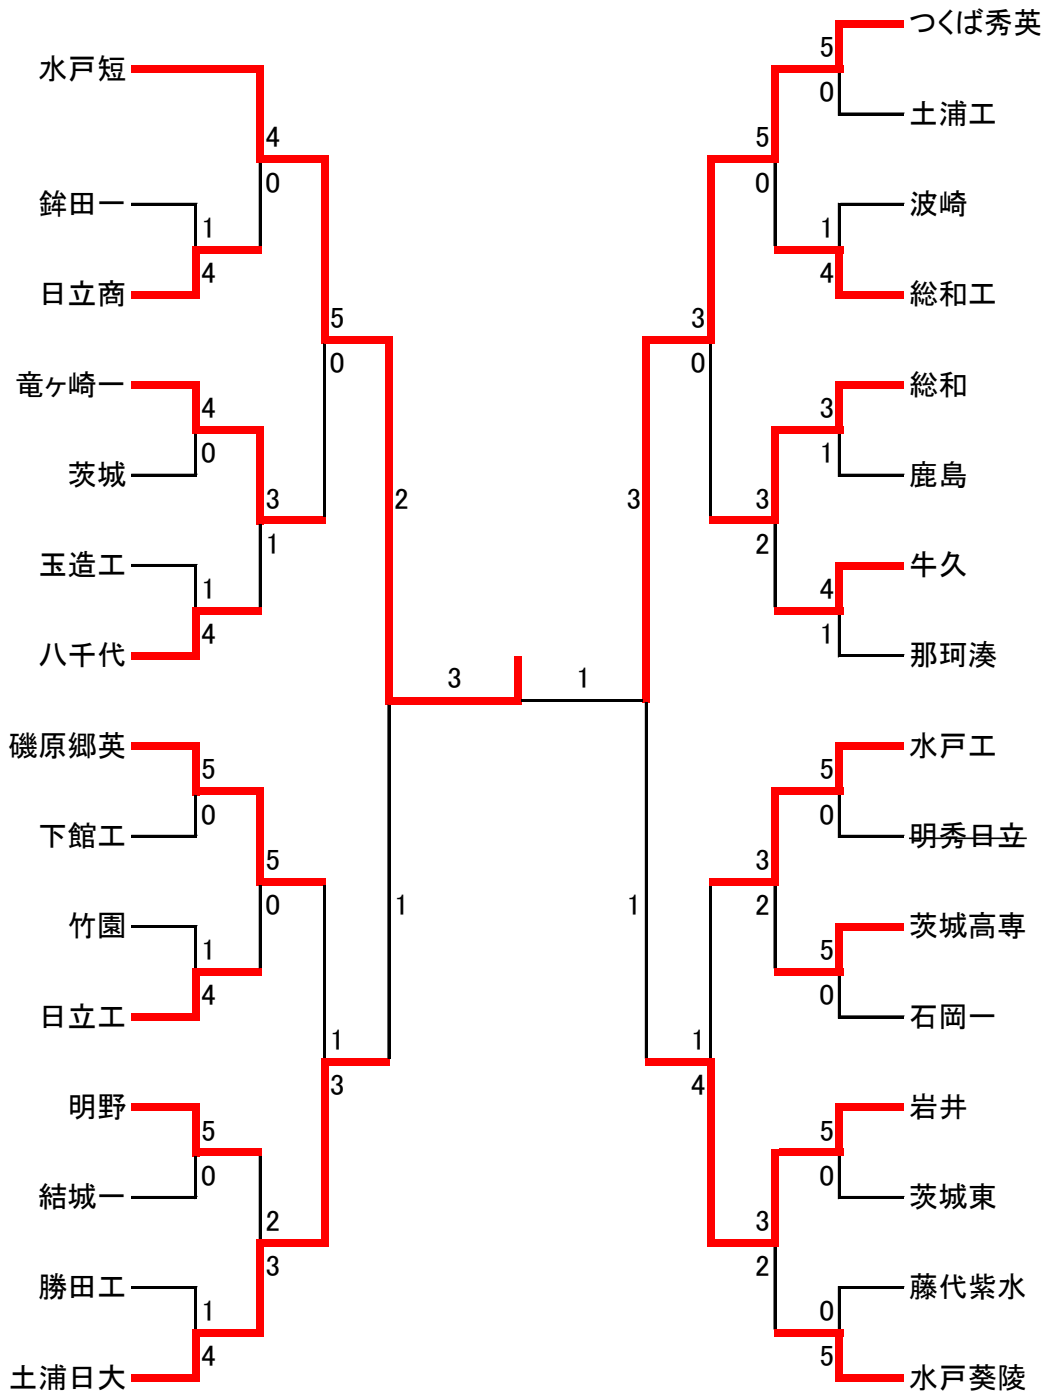 水戸短
4
0
鉾田一
1
4
日立商
5
0
竜ヶ崎一
4
0
茨城
3
1
玉造工
1
4
八千代
2
磯原郷英
5
0
下館工
5
0
竹園
1
4
日立工
1
1
3
明野
5
0
結城一
2
3
勝田工
1
4
土浦日大
3
1
つくば秀英
5
0
土浦工
5
0
波崎
1
4
総和工
3
0
総和
3
1
鹿島
3
2
牛久
4
1
那珂湊
3
水戸工
5
0
明秀日立
3
2
茨城高専
5
0
石岡一
1
1
4
岩井
5
0
茨城東
3
2
藤代紫水
0
5
水戸葵陵